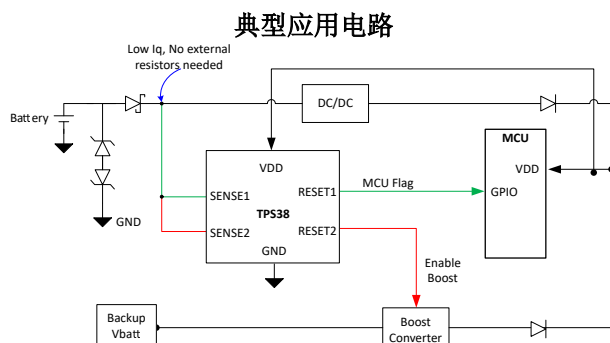 典型应用电路
Low Iq, No external
resistors needed
Battery
DC/DC
MCU
VDD
VDD
SENSE1
RESET1
MCU Flag
GPIO
TPS38
GND
SENSE2
RESET2
GND
Enable
Boost
Backup
Vbatt
Boost
Converter